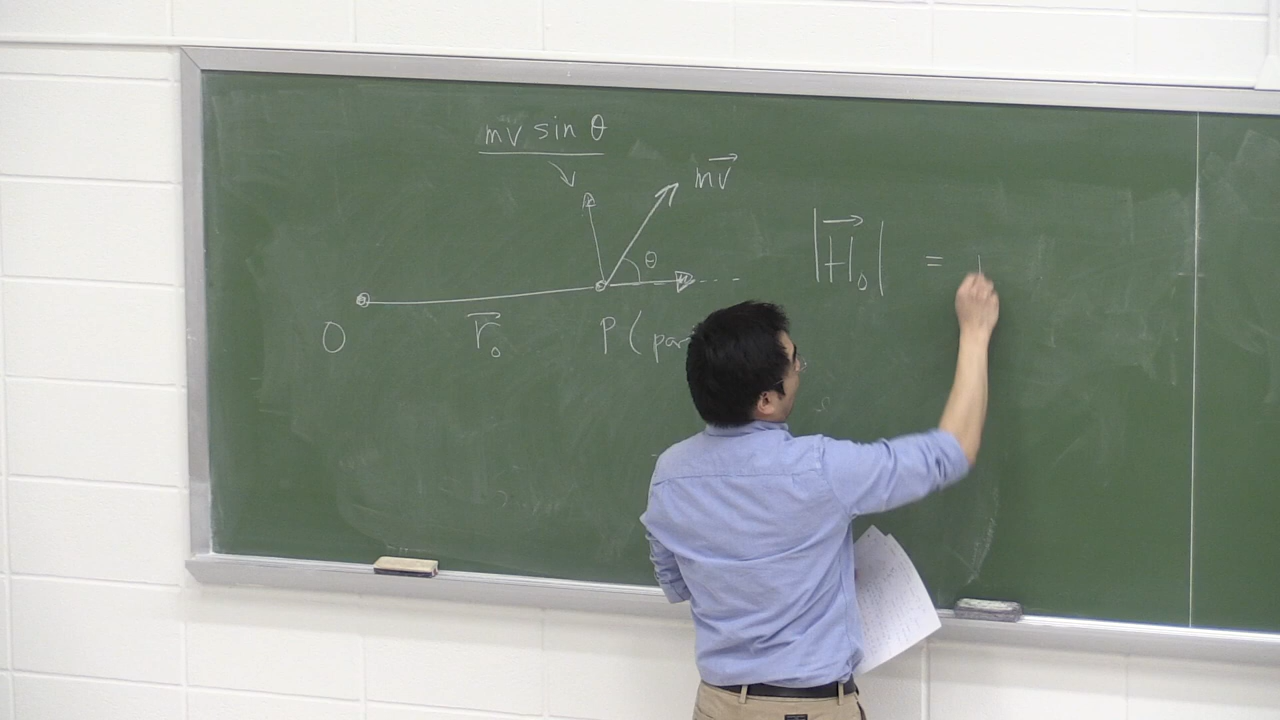 mv sin θ
mv⃗
θ
|H⃗₀| =
O
r⃗₀
P (par